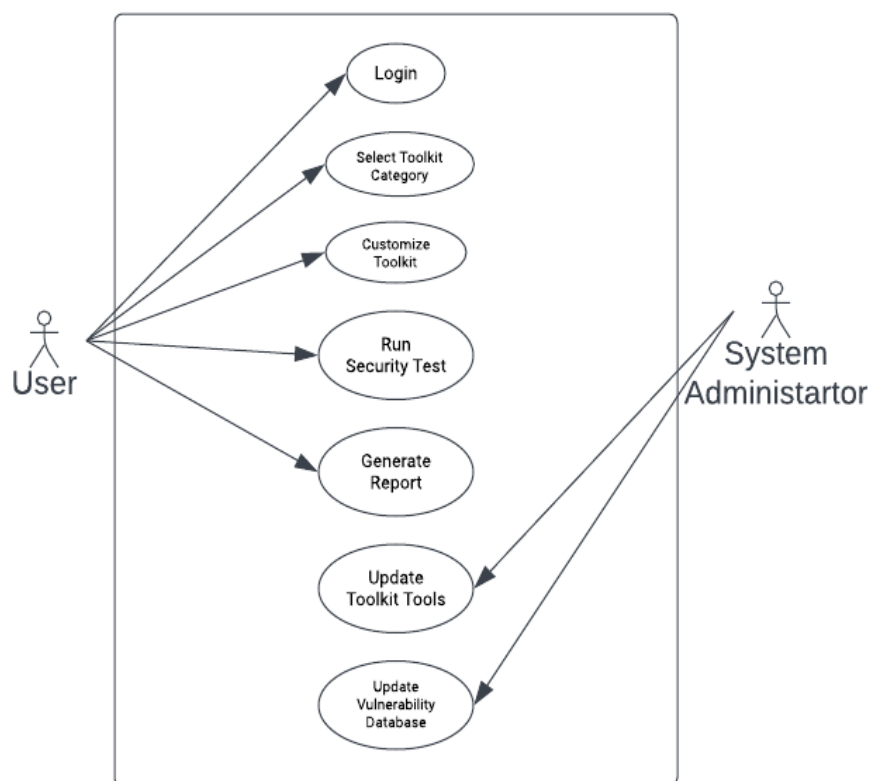 Login
Select Toolkit
Category
Customize
Toolkit
Run
Security Test
User
System
Administartor
Generate
Report
Update
Toolkit Tools
Update
Vulnerability
Database